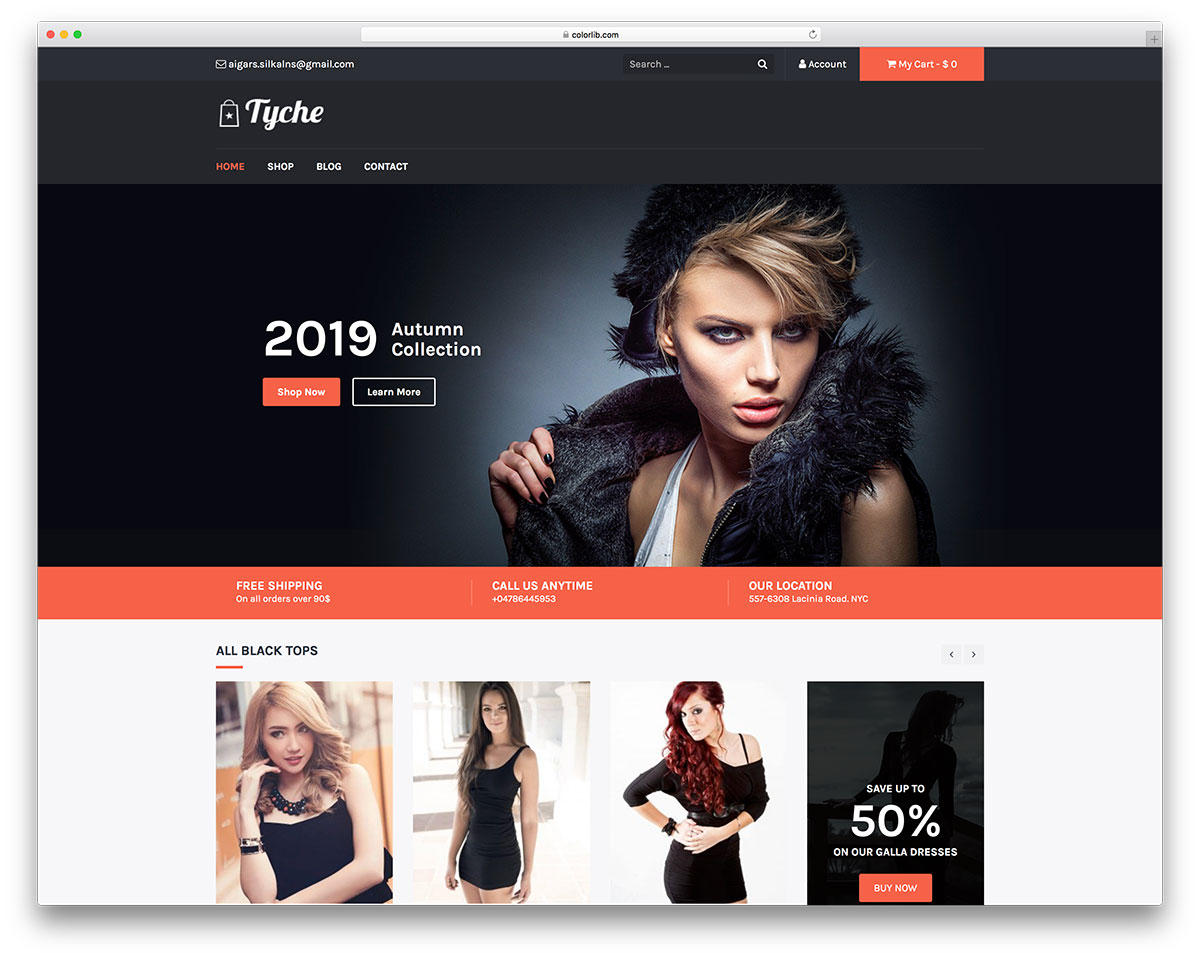 colorlib.com
aigars.silkalns@gmail.com
Search ...
Account
My Cart - $ 0
Tyche
HOME SHOP BLOG CONTACT
2019 Autumn
Collection
Shop Now Learn More
FREE SHIPPING
On all orders over 90$
CALL US ANYTIME
+04786445953
OUR LOCATION
557-6308 Lacinia Road. NYC
ALL BLACK TOPS
SAVE UP TO
50%
ON OUR GALLA DRESSES
BUY NOW